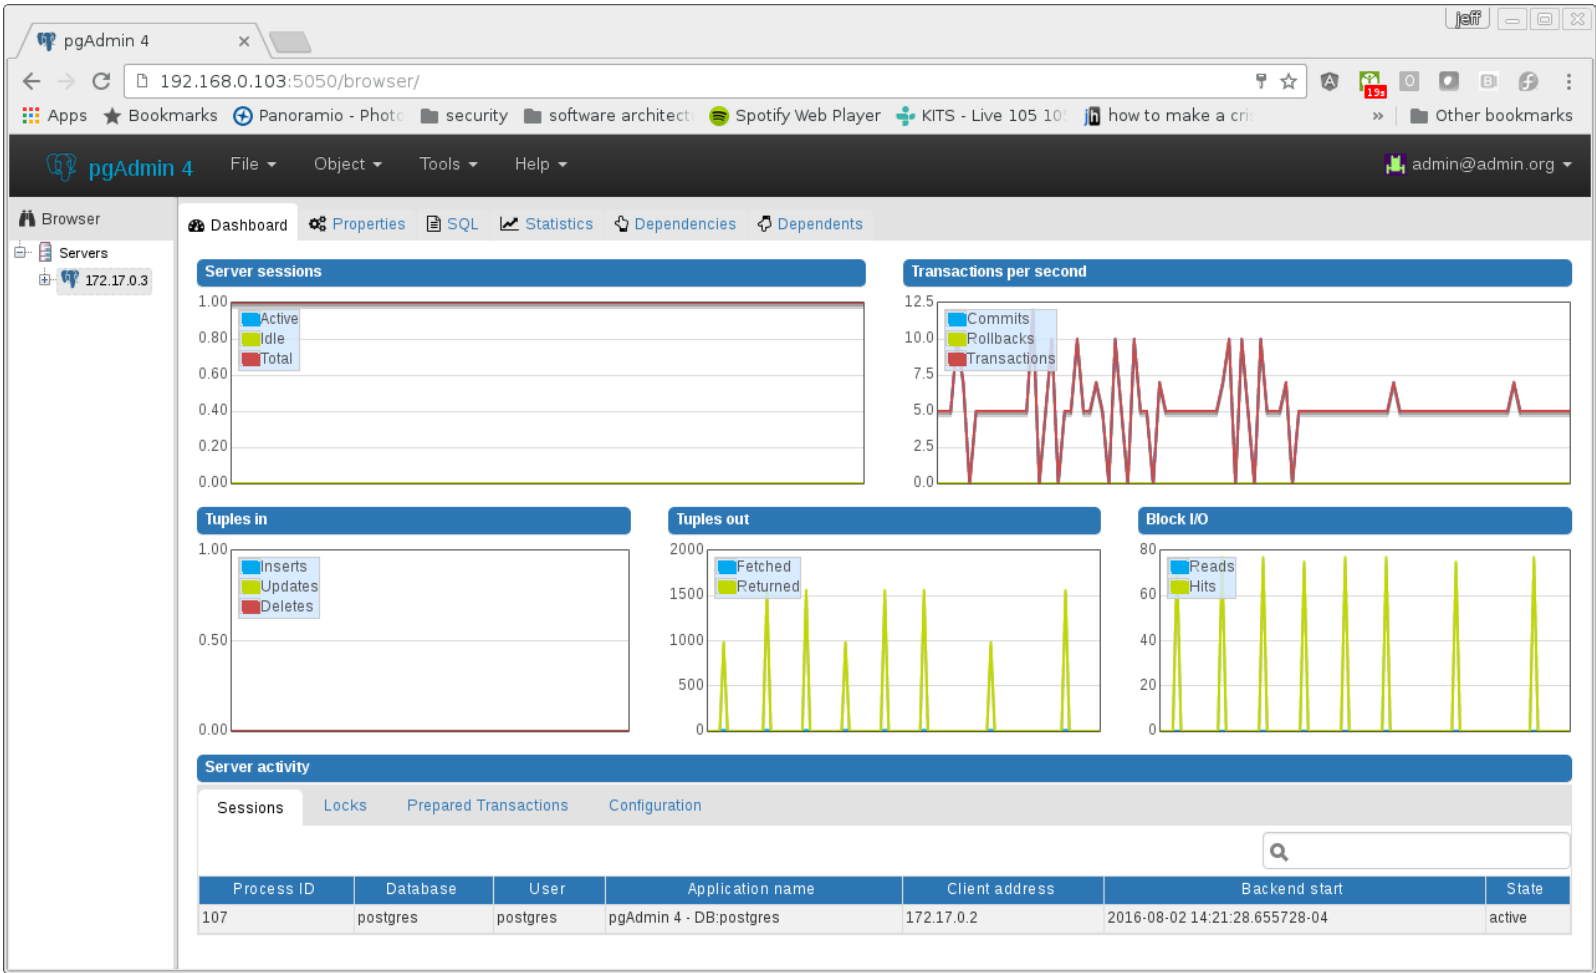 jeff
pgAdmin 4
192.168.0.103:5050/browser/
19s
Apps Bookmarks Panoramio - Photo security software architect Spotify Web Player KITS - Live 105 10 how to make a cri » Other bookmarks
pgAdmin 4 File Object Tools Help admin@admin.org
Browser
Dashboard Properties SQL Statistics Dependencies Dependents
Servers
172.17.0.3
Server sessions
1.00
0.80
0.60
0.40
0.20
0.00
Active
Idle
Total
Transactions per second
12.5
10.0
7.5
5.0
2.5
0.0
Commits
Rollbacks
Transactions
Tuples in
1.00
0.50
0.00
Inserts
Updates
Deletes
Tuples out
2000
1500
1000
500
0
Fetched
Returned
Block I/O
80
60
40
20
0
Reads
Hits
Server activity
Sessions Locks Prepared Transactions Configuration
Process ID Database User Application name Client address Backend start State
107 postgres postgres pgAdmin 4 - DB:postgres 172.17.0.2 2016-08-02 14:21:28.655728-04 active